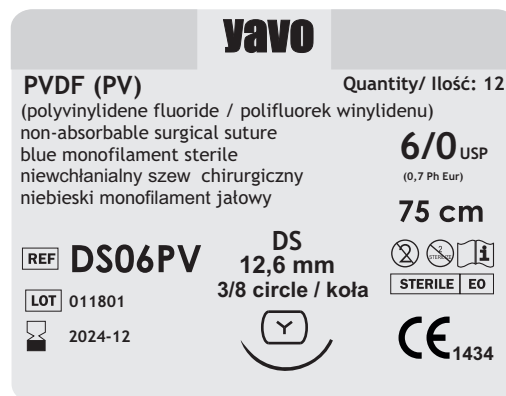 yavo
PVDF (PV)
Quantity/ Ilość: 12
(polyvinylidene fluoride / polifluorek winylidenu)
non-absorbable surgical suture
blue monofilament sterile
niewchłanialny szew chirurgiczny
niebieski monofilament jałowy
6/0 USP
(0,7 Ph Eur)
75 cm
REF DS06PV
DS
12,6 mm
3/8 circle / koła
2
2 STERILIZE
i
STERILE EO
LOT 011801
2024-12
Y
CE 1434